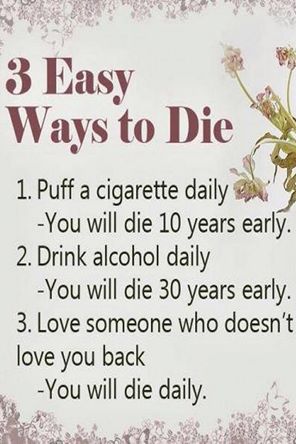 3 Easy
Ways to Die
1. Puff a cigarette daily
-You will die 10 years early.
2. Drink alcohol daily
-You will die 30 years early.
3. Love someone who doesn't
love you back
-You will die daily.